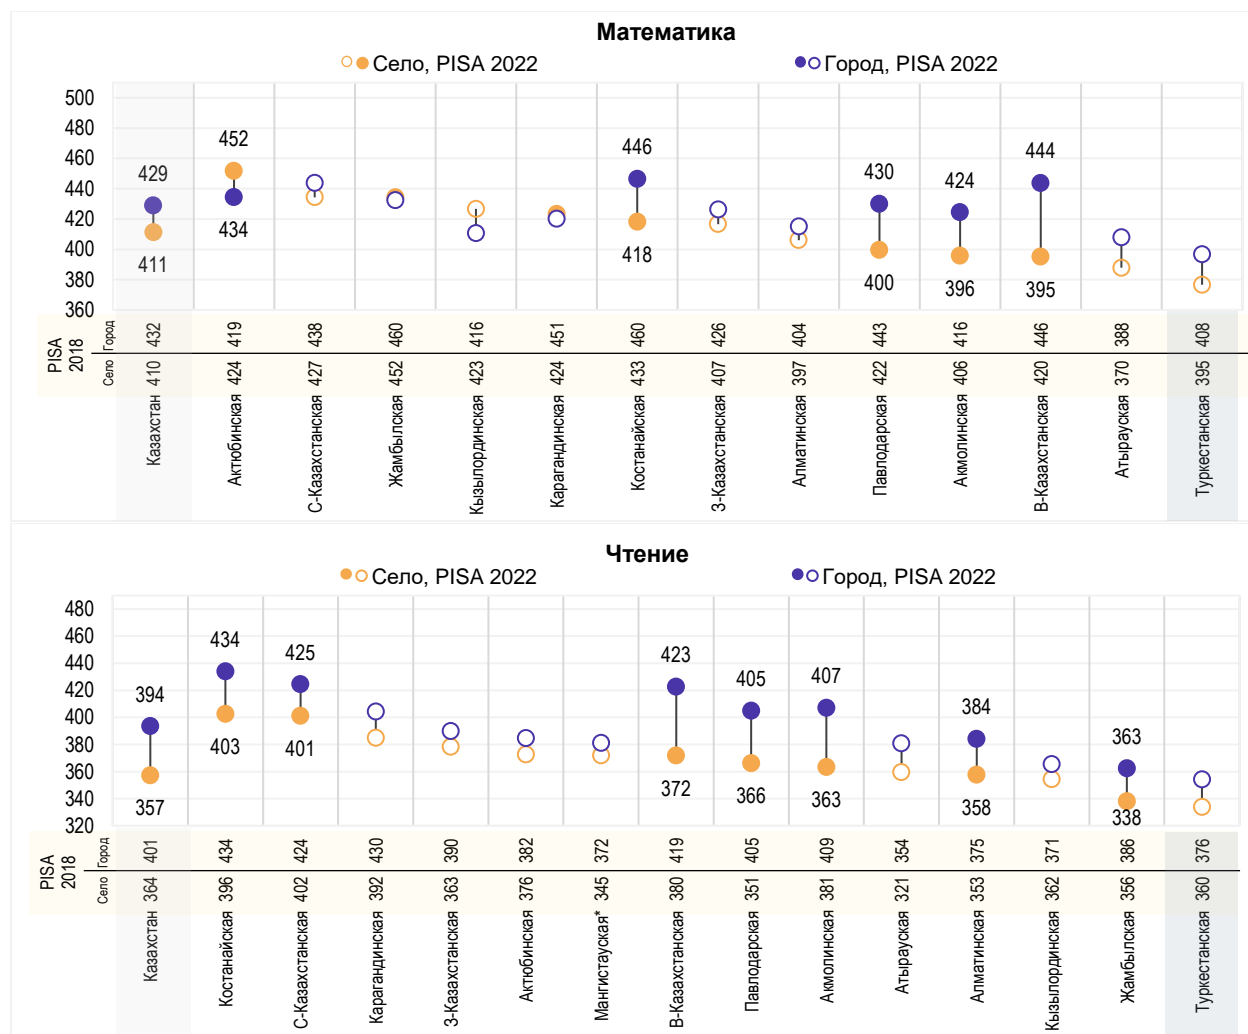 Математика
Село, PISA 2022
Город, PISA 2022
500
480
460
440
420
400
380
360
452
446
444
429
430
424
434
418
411
400
396
395
PISA 2018
Город 432 419 438 460 416 451 460 426 404 443 416 446 388 408
Село 410 424 427 452 423 424 433 407 397 422 406 420 370 395
Казахстан
Актюбинская
С-Казахстанская
Жамбылская
Кызылординская
Карагандинская
Костанайская
З-Казахстанская
Алматинская
Павлодарская
Акмолинская
В-Казахстанская
Атырауская
Туркестанская
Чтение
Село, PISA 2022
Город, PISA 2022
480
460
440
420
400
380
360
340
320
434
425
423
394
405
407
384
363
403
401
357
372
366
363
358
338
PISA 2018
Город 401 434 424 430 390 382 372 419 405 409 354 375 371 386 376
Село 364 396 402 392 363 376 345 380 351 381 321 353 362 356 360
Казахстан
Костанайская
С-Казахстанская
Карагандинская
З-Казахстанская
Актюбинская
Мангистауская*
В-Казахстанская
Павлодарская
Акмолинская
Атырауская
Алматинская
Кызылординская
Жамбылская
Туркестанская